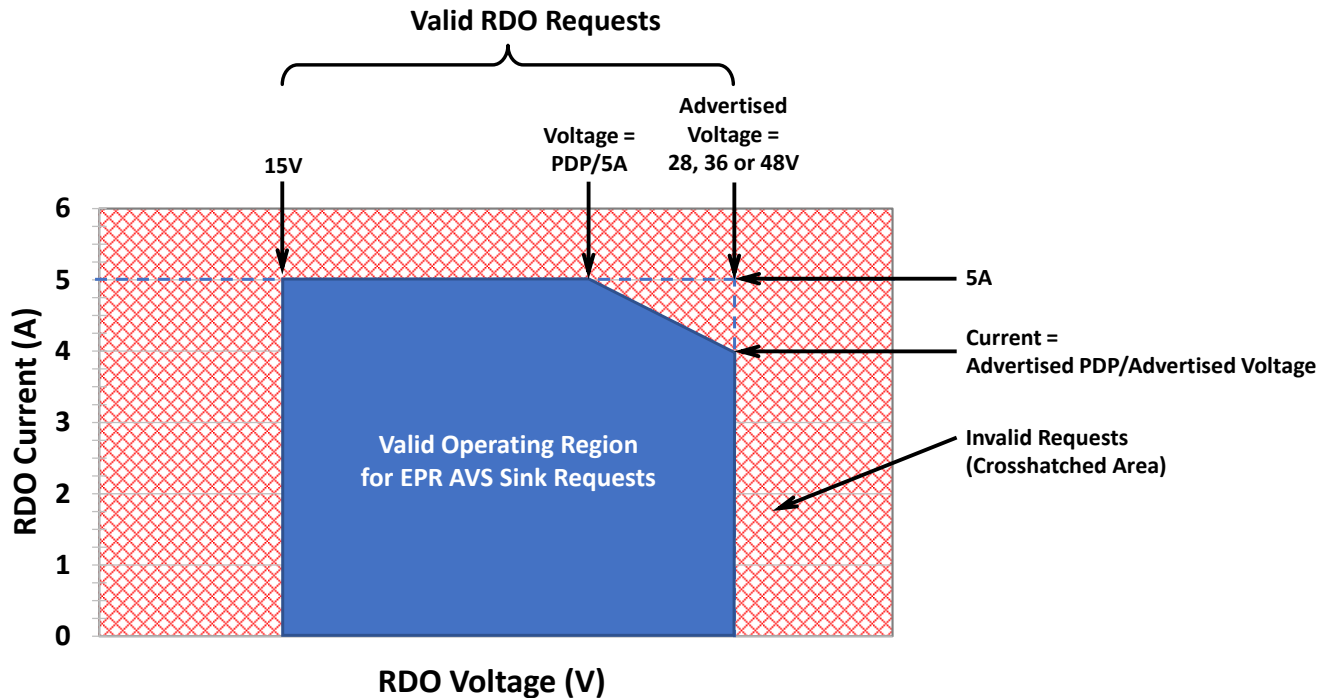 Valid RDO Requests
Advertised
Voltage =
28, 36 or 48V
Voltage =
PDP/5A
15V
6
5
4
3
2
1
0
RDO Current (A)
5A
Current =
Advertised PDP/Advertised Voltage
Valid Operating Region
for EPR AVS Sink Requests
Invalid Requests
(Crosshatched Area)
RDO Voltage (V)